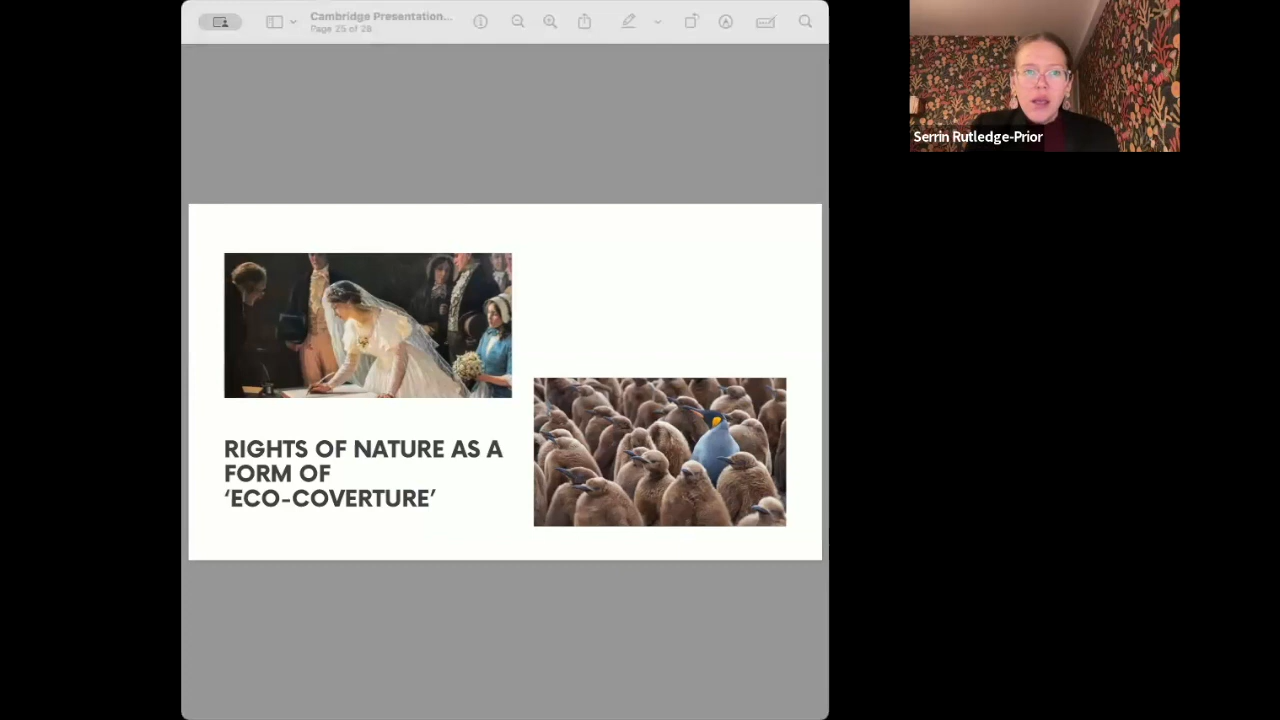 Cambridge Presentation...
Page 25 of 28
Serrin Rutledge-Prior
RIGHTS OF NATURE AS A
FORM OF
‘ECO-COVERTURE’